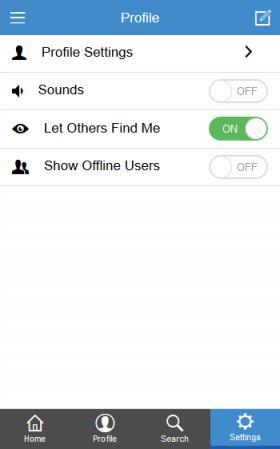 Profile
Profile Settings
Sounds
OFF
Let Others Find Me
ON
Show Offline Users
OFF
Home
Profile
Search
Settings